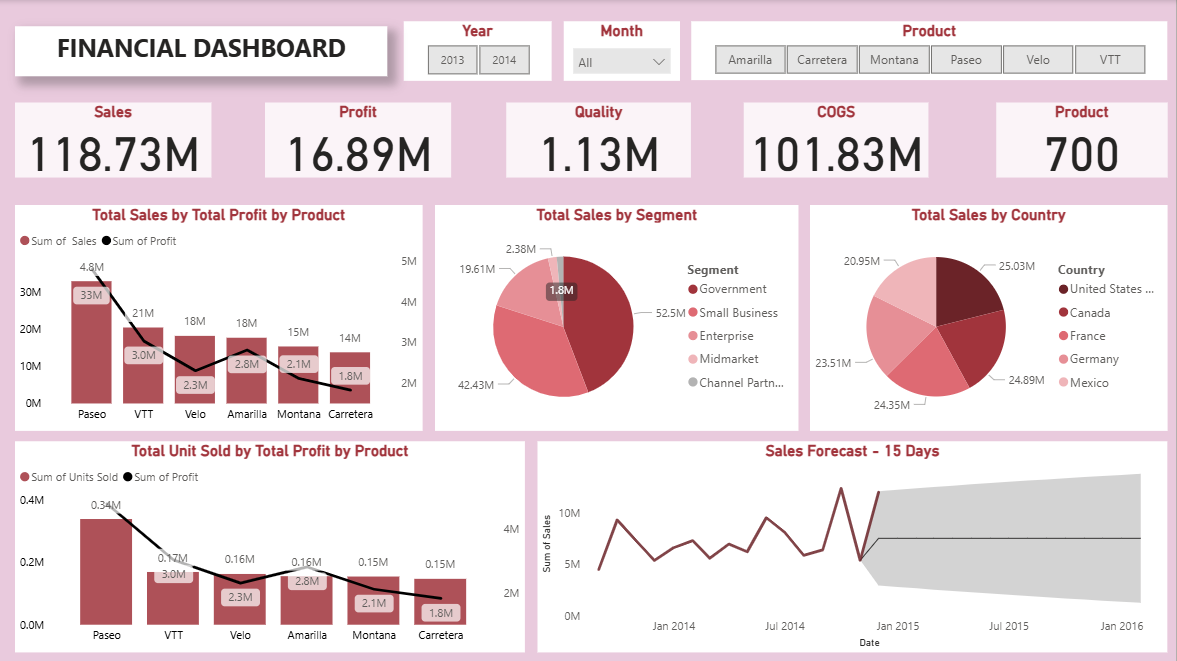 FINANCIAL DASHBOARD
Year
2013
2014
Month
All
Product
Amarilla
Carretera
Montana
Paseo
Velo
VTT
Sales
118.73M
Profit
16.89M
Quality
1.13M
COGS
101.83M
Product
700
Total Sales by Total Profit by Product
Sum of Sales
Sum of Profit
30M
20M
10M
0M
4.8M
33M
21M
3.0M
18M
2.3M
18M
2.8M
15M
2.1M
14M
1.8M
5M
4M
3M
2M
Paseo
VTT
Velo
Amarilla
Montana
Carretera
Total Sales by Segment
2.38M
19.61M
1.8M
52.5M
42.43M
Segment
Government
Small Business
Enterprise
Midmarket
Channel Partn...
Total Sales by Country
20.95M
25.03M
23.51M
24.89M
24.35M
Country
United States ...
Canada
France
Germany
Mexico
Total Unit Sold by Total Profit by Product
Sum of Units Sold
Sum of Profit
0.4M
0.2M
0.0M
0.34M
0.17M
3.0M
0.16M
2.3M
0.16M
2.8M
0.15M
2.1M
0.15M
1.8M
4M
2M
Paseo
VTT
Velo
Amarilla
Montana
Carretera
Sales Forecast - 15 Days
Sum of Sales
10M
5M
0M
Jan 2014
Jul 2014
Jan 2015
Jul 2015
Jan 2016
Date